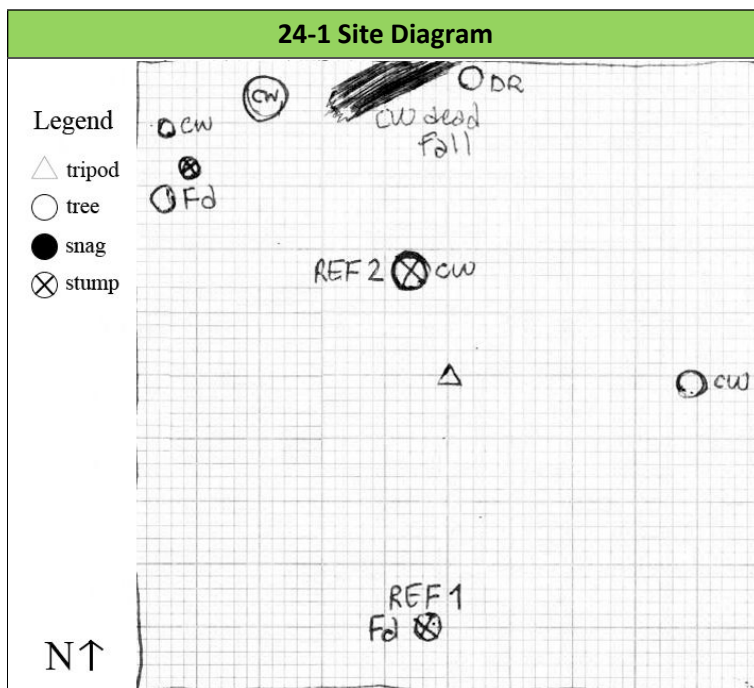 24-1 Site Diagram
Legend
tripod
tree
snag
stump
N↑
CW
CW
Fd
CW dead
Fall
DR
REF 2 CW
CW
REF 1
Fd